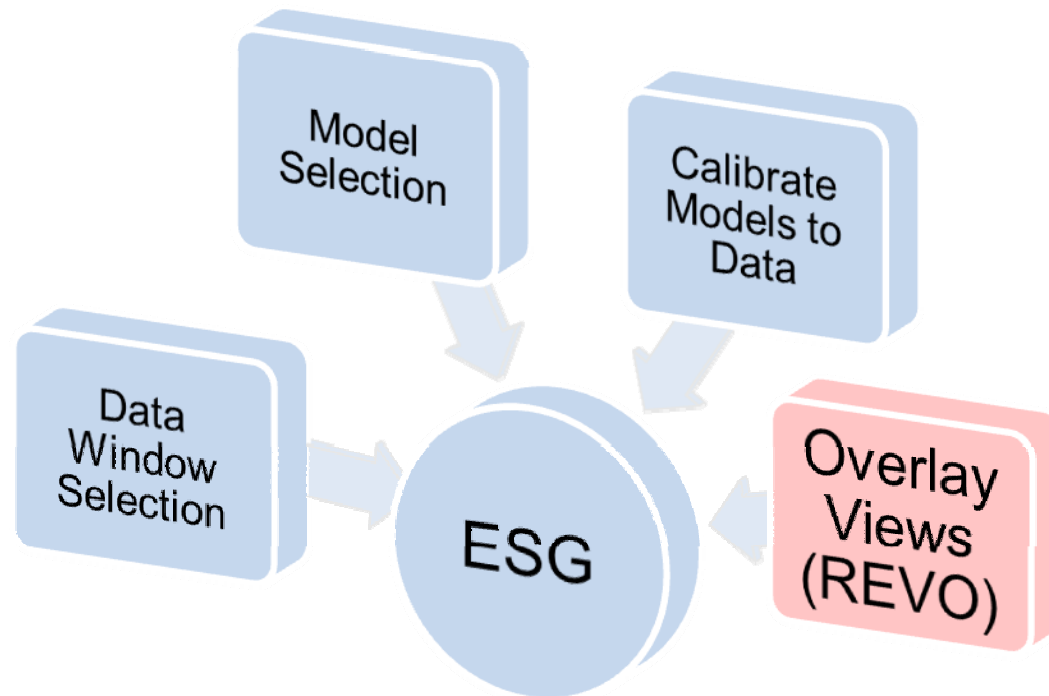 Model
Selection
Calibrate
Models to
Data
Data
Window
Selection
ESG
Overlay
Views
(REVO)